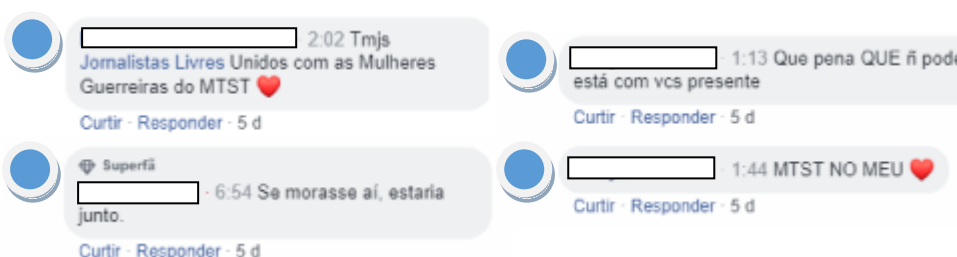 · 2:02 Tmjs
Jornalistas Livres Unidos com as Mulheres
Guerreiras do MTST ❤️
Curtir · Responder · 5 d
Superfã
· 6:54 Se morasse aí, estaria
junto.
Curtir · Responder · 5 d
· 1:13 Que pena QUE ñ pode
está com vcs presente
Curtir · Responder · 5 d
· 1:44 MTST NO MEU ❤️
Curtir · Responder · 5 d